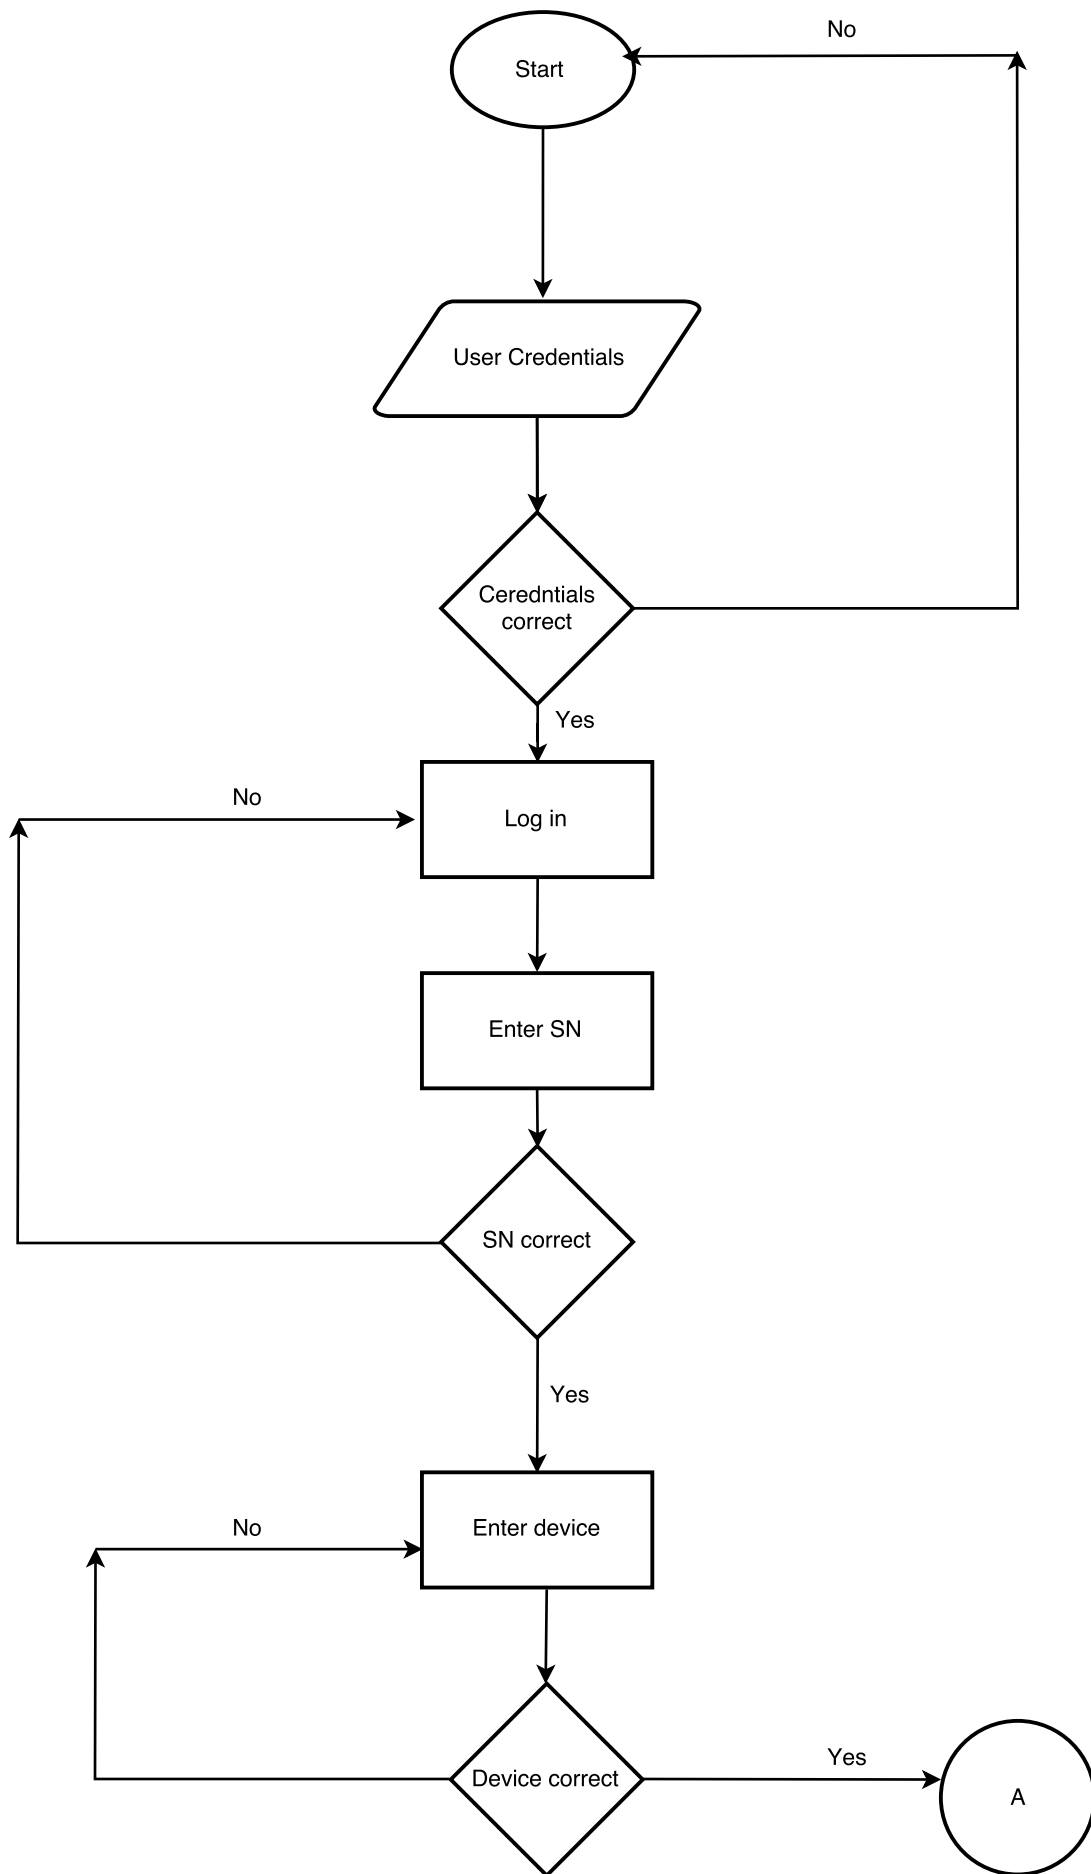 No
Start
User Credentials
Ceredntials
correct
Yes
No
Log in
Enter SN
SN correct
Yes
No
Enter device
Yes
Device correct
A